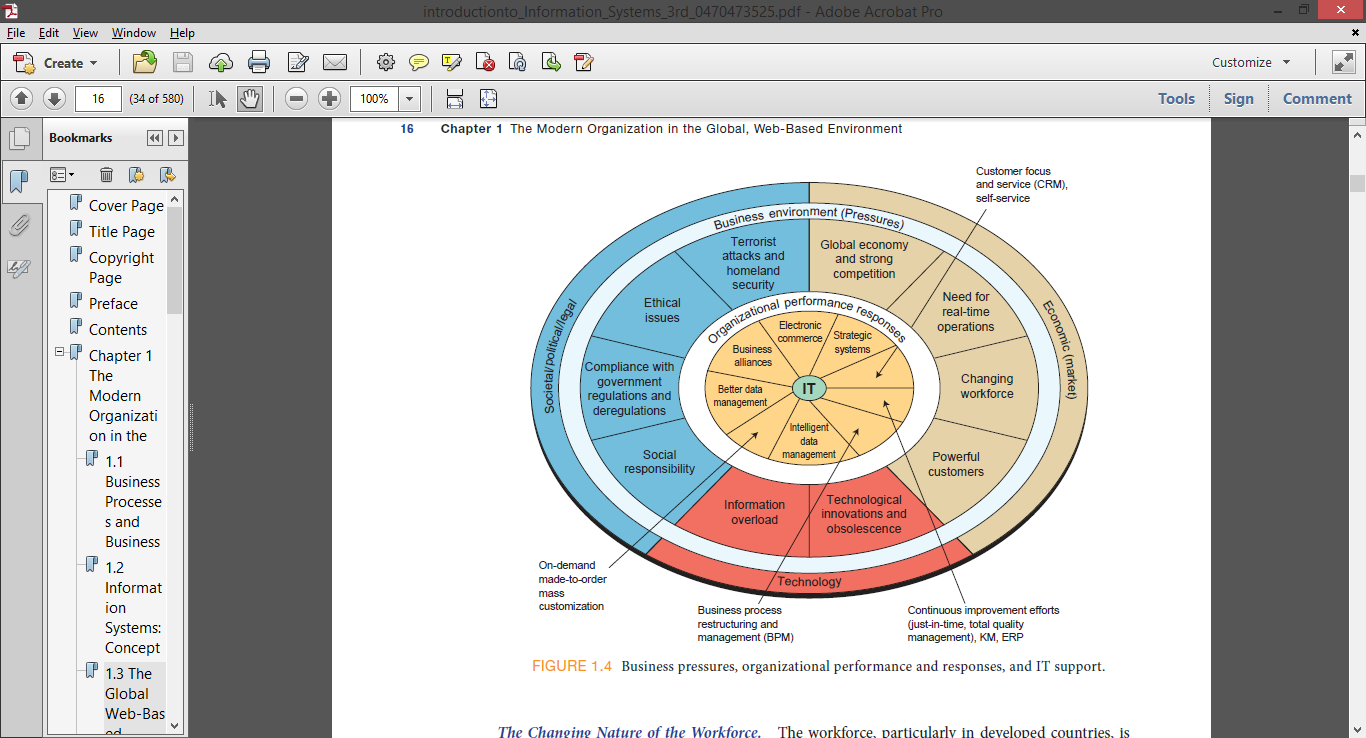 introductionto_Information_Systems_3rd_0470473525.pdf - Adobe Acrobat Pro
File Edit View Window Help
Create
Customize
16 (34 of 580)
100%
Tools Sign Comment
Bookmarks
Cover Page
Title Page
Copyright
Page
Preface
Contents
Chapter 1
The
Modern
Organizati
on in the
1.1
Business
Processe
s and
Business
1.2
Informat
ion
Systems:
Concept
1.3 The
Global
Web-Bas
ed
16 Chapter 1 The Modern Organization in the Global, Web-Based Environment
Customer focus
and service (CRM),
self-service
Business environment (Pressures)
Societal/political/legal
Economic (market)
Technology
Terrorist
attacks and
homeland
security
Global economy
and strong
competition
Ethical
issues
Need for
real-time
operations
Compliance with
government
regulations and
deregulations
Changing
workforce
Social
responsibility
Powerful
customers
Information
overload
Technological
innovations and
obsolescence
Organizational performance responses
Electronic
commerce
Strategic
systems
Business
alliances
Better data
management
IT
Intelligent
data
management
On-demand
made-to-order
mass
customization
Business process
restructuring and
management (BPM)
Continuous improvement efforts
(just-in-time, total quality
management), KM, ERP
FIGURE 1.4 Business pressures, organizational performance and responses, and IT support.
The Changing Nature of the Workforce. The workforce, particularly in developed countries, is